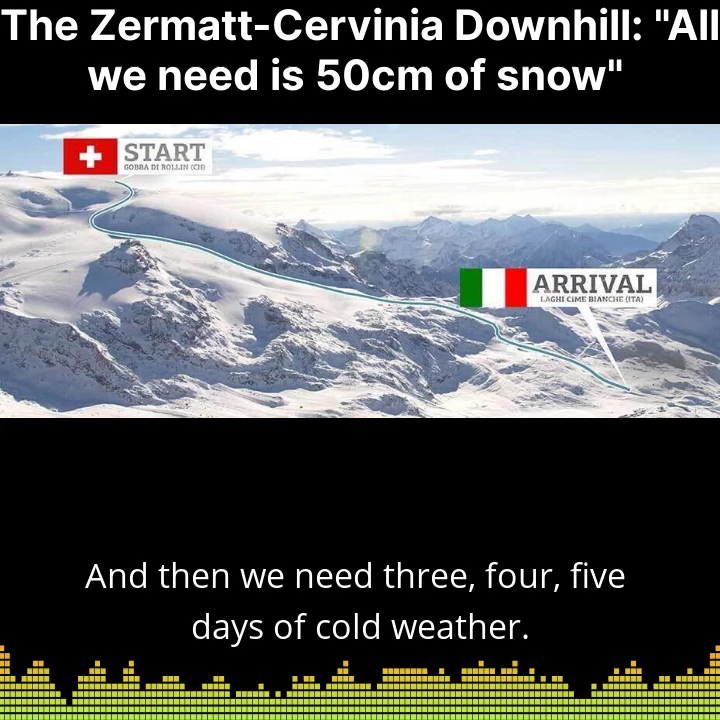 The Zermatt-Cervinia Downhill: "All
we need is 50cm of snow"
START
GOBBA DI ROLLIN (CH)
ARRIVAL
LAGHI CIME BIANCHE (ITA)
And then we need three, four, five
days of cold weather.